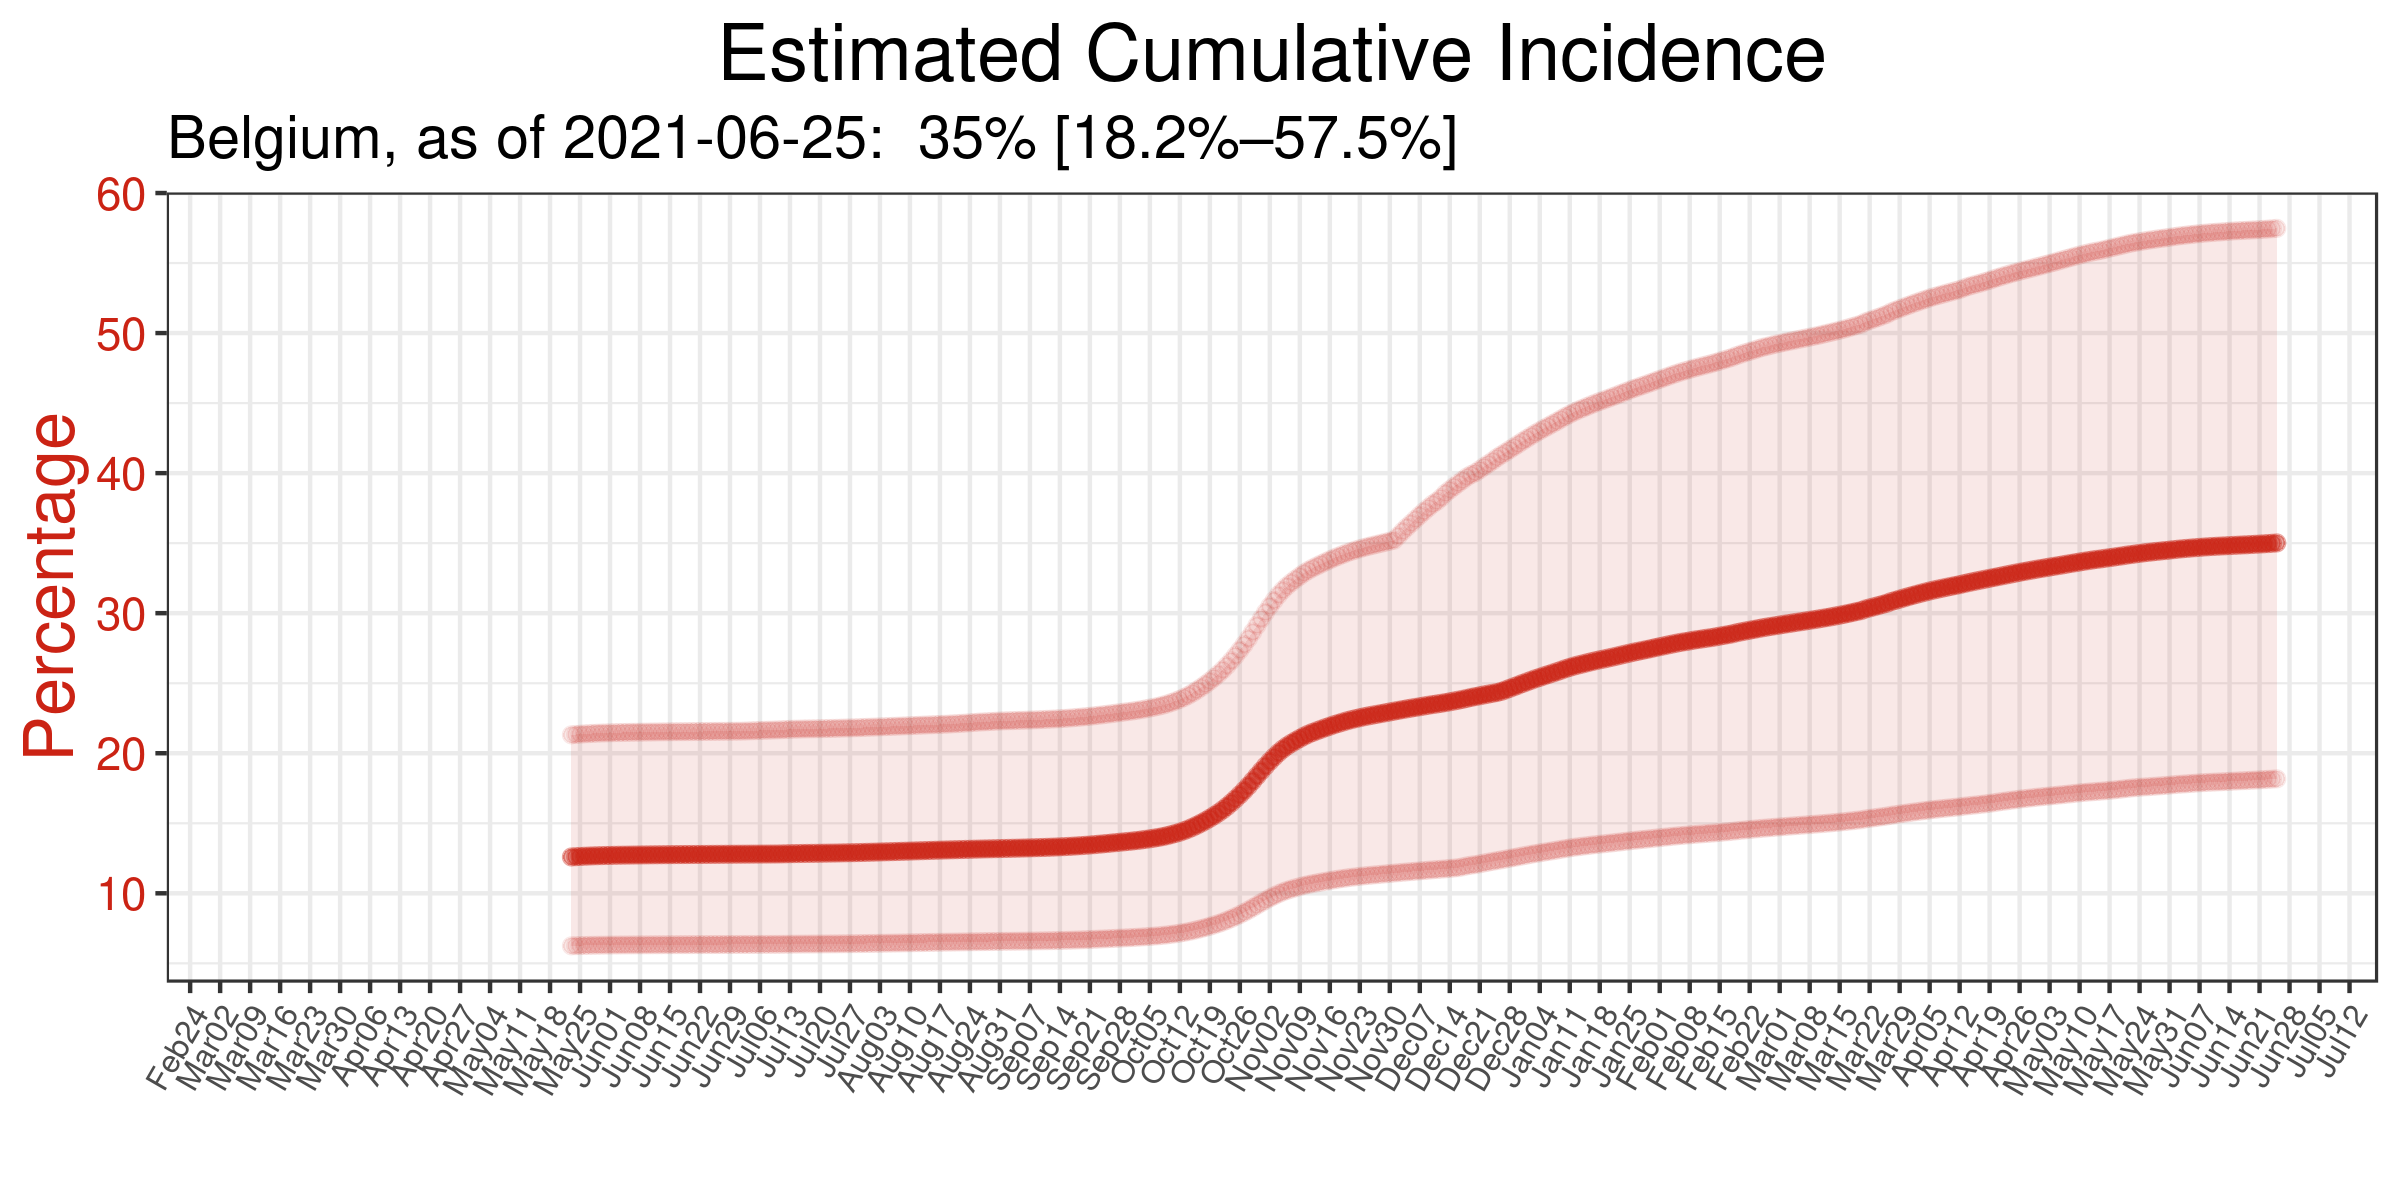 Estimated Cumulative Incidence
Belgium, as of 2021-06-25:  35% [18.2%–57.5%]
Percentage
60
50
40
30
20
10
Feb24
Mar02
Mar09
Mar16
Mar23
Mar30
Apr06
Apr13
Apr20
Apr27
May04
May11
May18
May25
Jun01
Jun08
Jun15
Jun22
Jun29
Jul06
Jul13
Jul20
Jul27
Aug03
Aug10
Aug17
Aug24
Aug31
Sep07
Sep14
Sep21
Sep28
Oct05
Oct12
Oct19
Oct26
Nov02
Nov09
Nov16
Nov23
Nov30
Dec07
Dec14
Dec21
Dec28
Jan04
Jan11
Jan18
Jan25
Feb01
Feb08
Feb15
Feb22
Mar01
Mar08
Mar15
Mar22
Mar29
Apr05
Apr12
Apr19
Apr26
May03
May10
May17
May24
May31
Jun07
Jun14
Jun21
Jun28
Jul05
Jul12